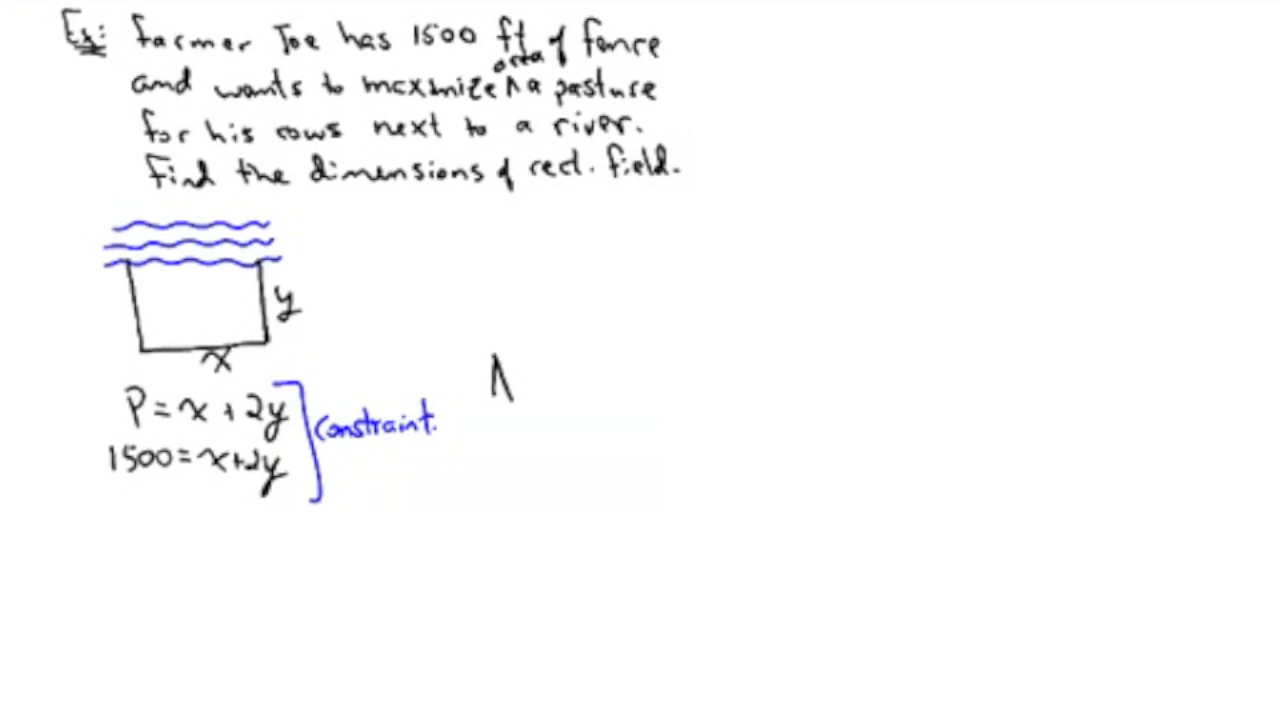 Ex: Farmer Joe has 1500 ft of fence
and wants to maximize ^ area a pasture
for his cows next to a river.
Find the dimensions of rect. field.
y
x
P = x + 2y
constraint.
1500 = x + 2y